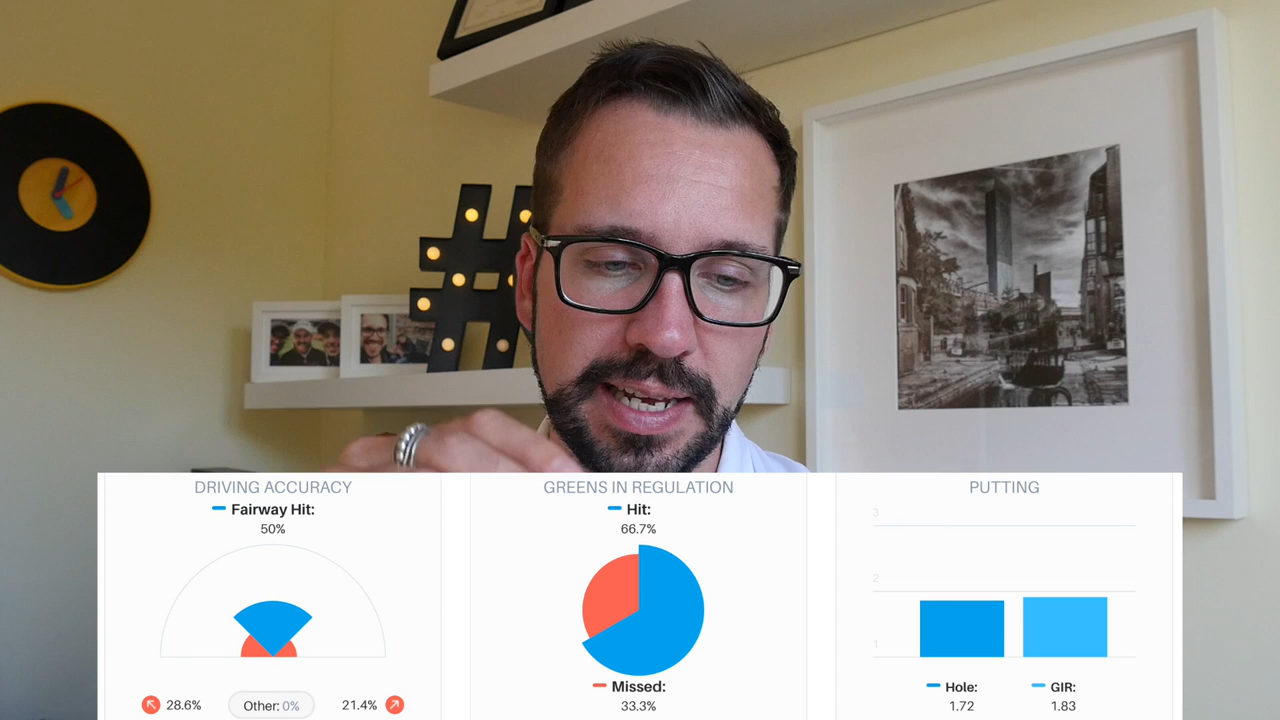 DRIVING ACCURACY
Fairway Hit:
50%
28.6%
Other: 0%
21.4%
GREENS IN REGULATION
Hit:
66.7%
Missed:
33.3%
PUTTING
3
2
1
Hole:
1.72
GIR:
1.83